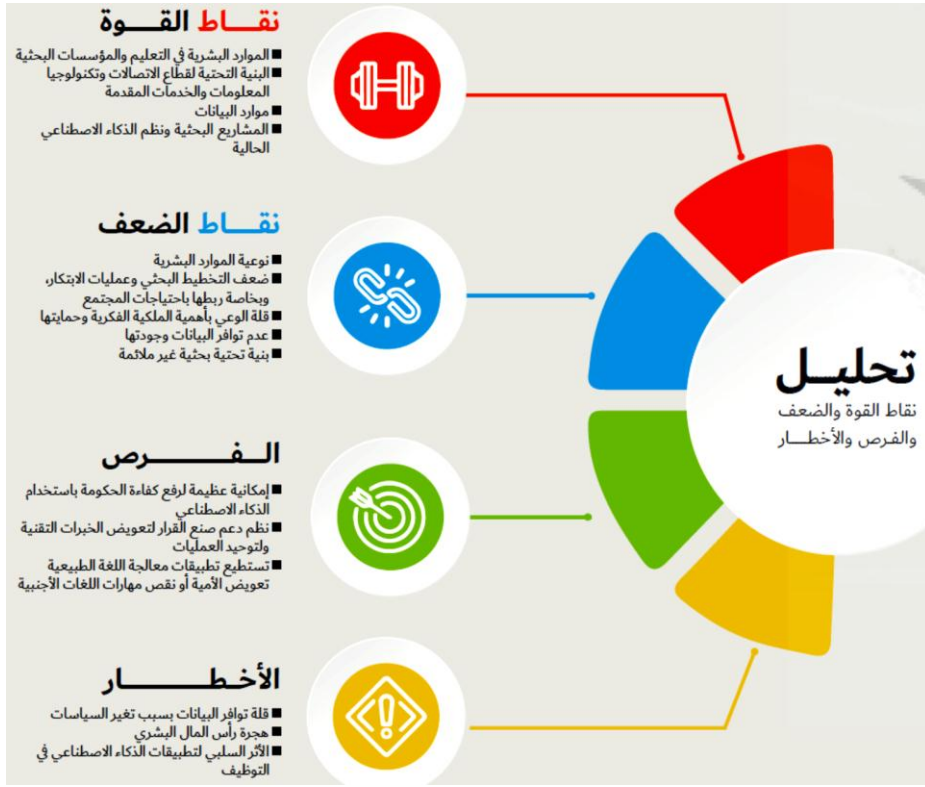 تحليل
نقاط القوة والضعف
والفرص والأخطار
نقاط القوة
■ الموارد البشرية في التعليم والمؤسسات البحثية
■ البنية التحتية لقطاع الاتصالات وتكنولوجيا
المعلومات والخدمات المقدمة
■ موارد البيانات
■ المشاريع البحثية ونظم الذكاء الاصطناعي
الحالية
نقاط الضعف
■ نوعية الموارد البشرية
■ ضعف التخطيط البحثي وعمليات الابتكار،
وبخاصة ربطها باحتياجات المجتمع
■ قلة الوعي بأهمية الملكية الفكرية وحمايتها
■ عدم توافر البيانات وجودتها
■ بنية تحتية بحثية غير ملائمة
الفرص
■ إمكانية عظيمة لرفع كفاءة الحكومة باستخدام
الذكاء الاصطناعي
■ نظم دعم صنع القرار لتعويض الخبرات التقنية
ولتوحيد العمليات
■ تستطيع تطبيقات معالجة اللغة الطبيعية
تعويض الأمية أو نقص مهارات اللغات الأجنبية
الأخطار
■ قلة توافر البيانات بسبب تغير السياسات
■ هجرة رأس المال البشري
■ الأثر السلبي لتطبيقات الذكاء الاصطناعي في
التوظيف